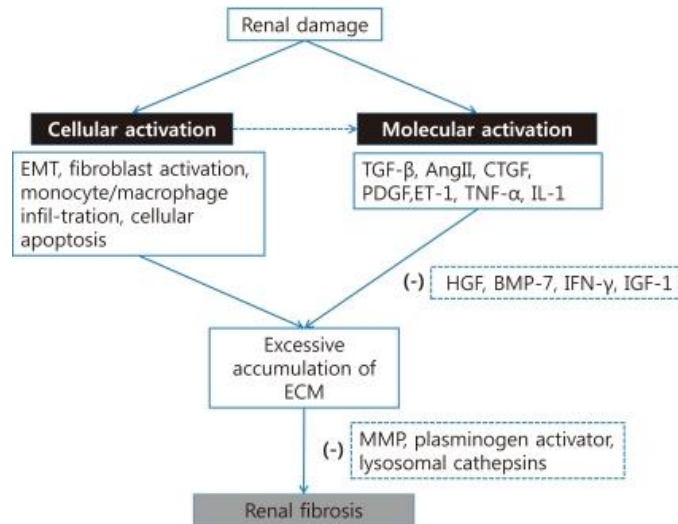 Renal damage
Cellular activation
Molecular activation
EMT, fibroblast activation,
monocyte/macrophage
infil-tration, cellular
apoptosis
TGF-β, AngII, CTGF,
PDGF,ET-1, TNF-α, IL-1
(-)
HGF, BMP-7, IFN-γ, IGF-1
Excessive
accumulation of
ECM
(-)
MMP, plasminogen activator,
lysosomal cathepsins
Renal fibrosis